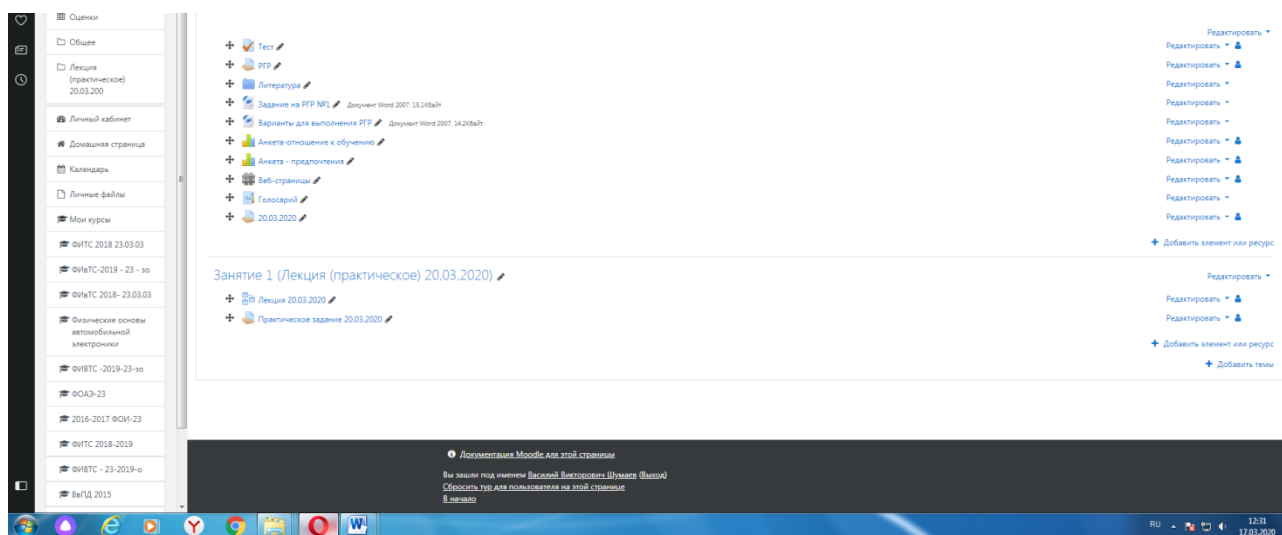 Оценки
Общее
Лекция
(практическое)
20.03.200
Личный кабинет
Домашняя страница
Календарь
Личные файлы
Мои курсы
ФИТС 2018 23.03.03
ФИвТС-2019 - 23 - зо
ФИвТС 2018- 23.03.03
Физические основы
автомобильной
электроники
ФИВТС -2019-23-зо
ФОАЭ-23
2016-2017 ФОИ-23
ФИТС 2018-2019
ФИВТС - 23-2019-о
ВвПД 2015
Редактировать
Тест Редактировать
РГР Редактировать
Литература Редактировать
Задание на РГР №1 Документ Word 2007, 15.1Кбайт Редактировать
Варианты для выполнения РГР Документ Word 2007, 14.2Кбайт Редактировать
Анкета-отношение к обучению Редактировать
Анкета - предпочтения Редактировать
Веб-страницы Редактировать
Голосарий Редактировать
20.03.2020 Редактировать
Добавить элемент или ресурс
Занятие 1 (Лекция (практическое) 20.03.2020) Редактировать
Лекция 20.03.2020 Редактировать
Практическое задание 20.03.2020 Редактировать
Добавить элемент или ресурс
Добавить темы
Документация Moodle для этой страницы
Вы зашли под именем Василий Викторович Шумаев (Выход)
Сбросить тур для пользователя на этой странице
В начало
RU
12:31
17.03.2020